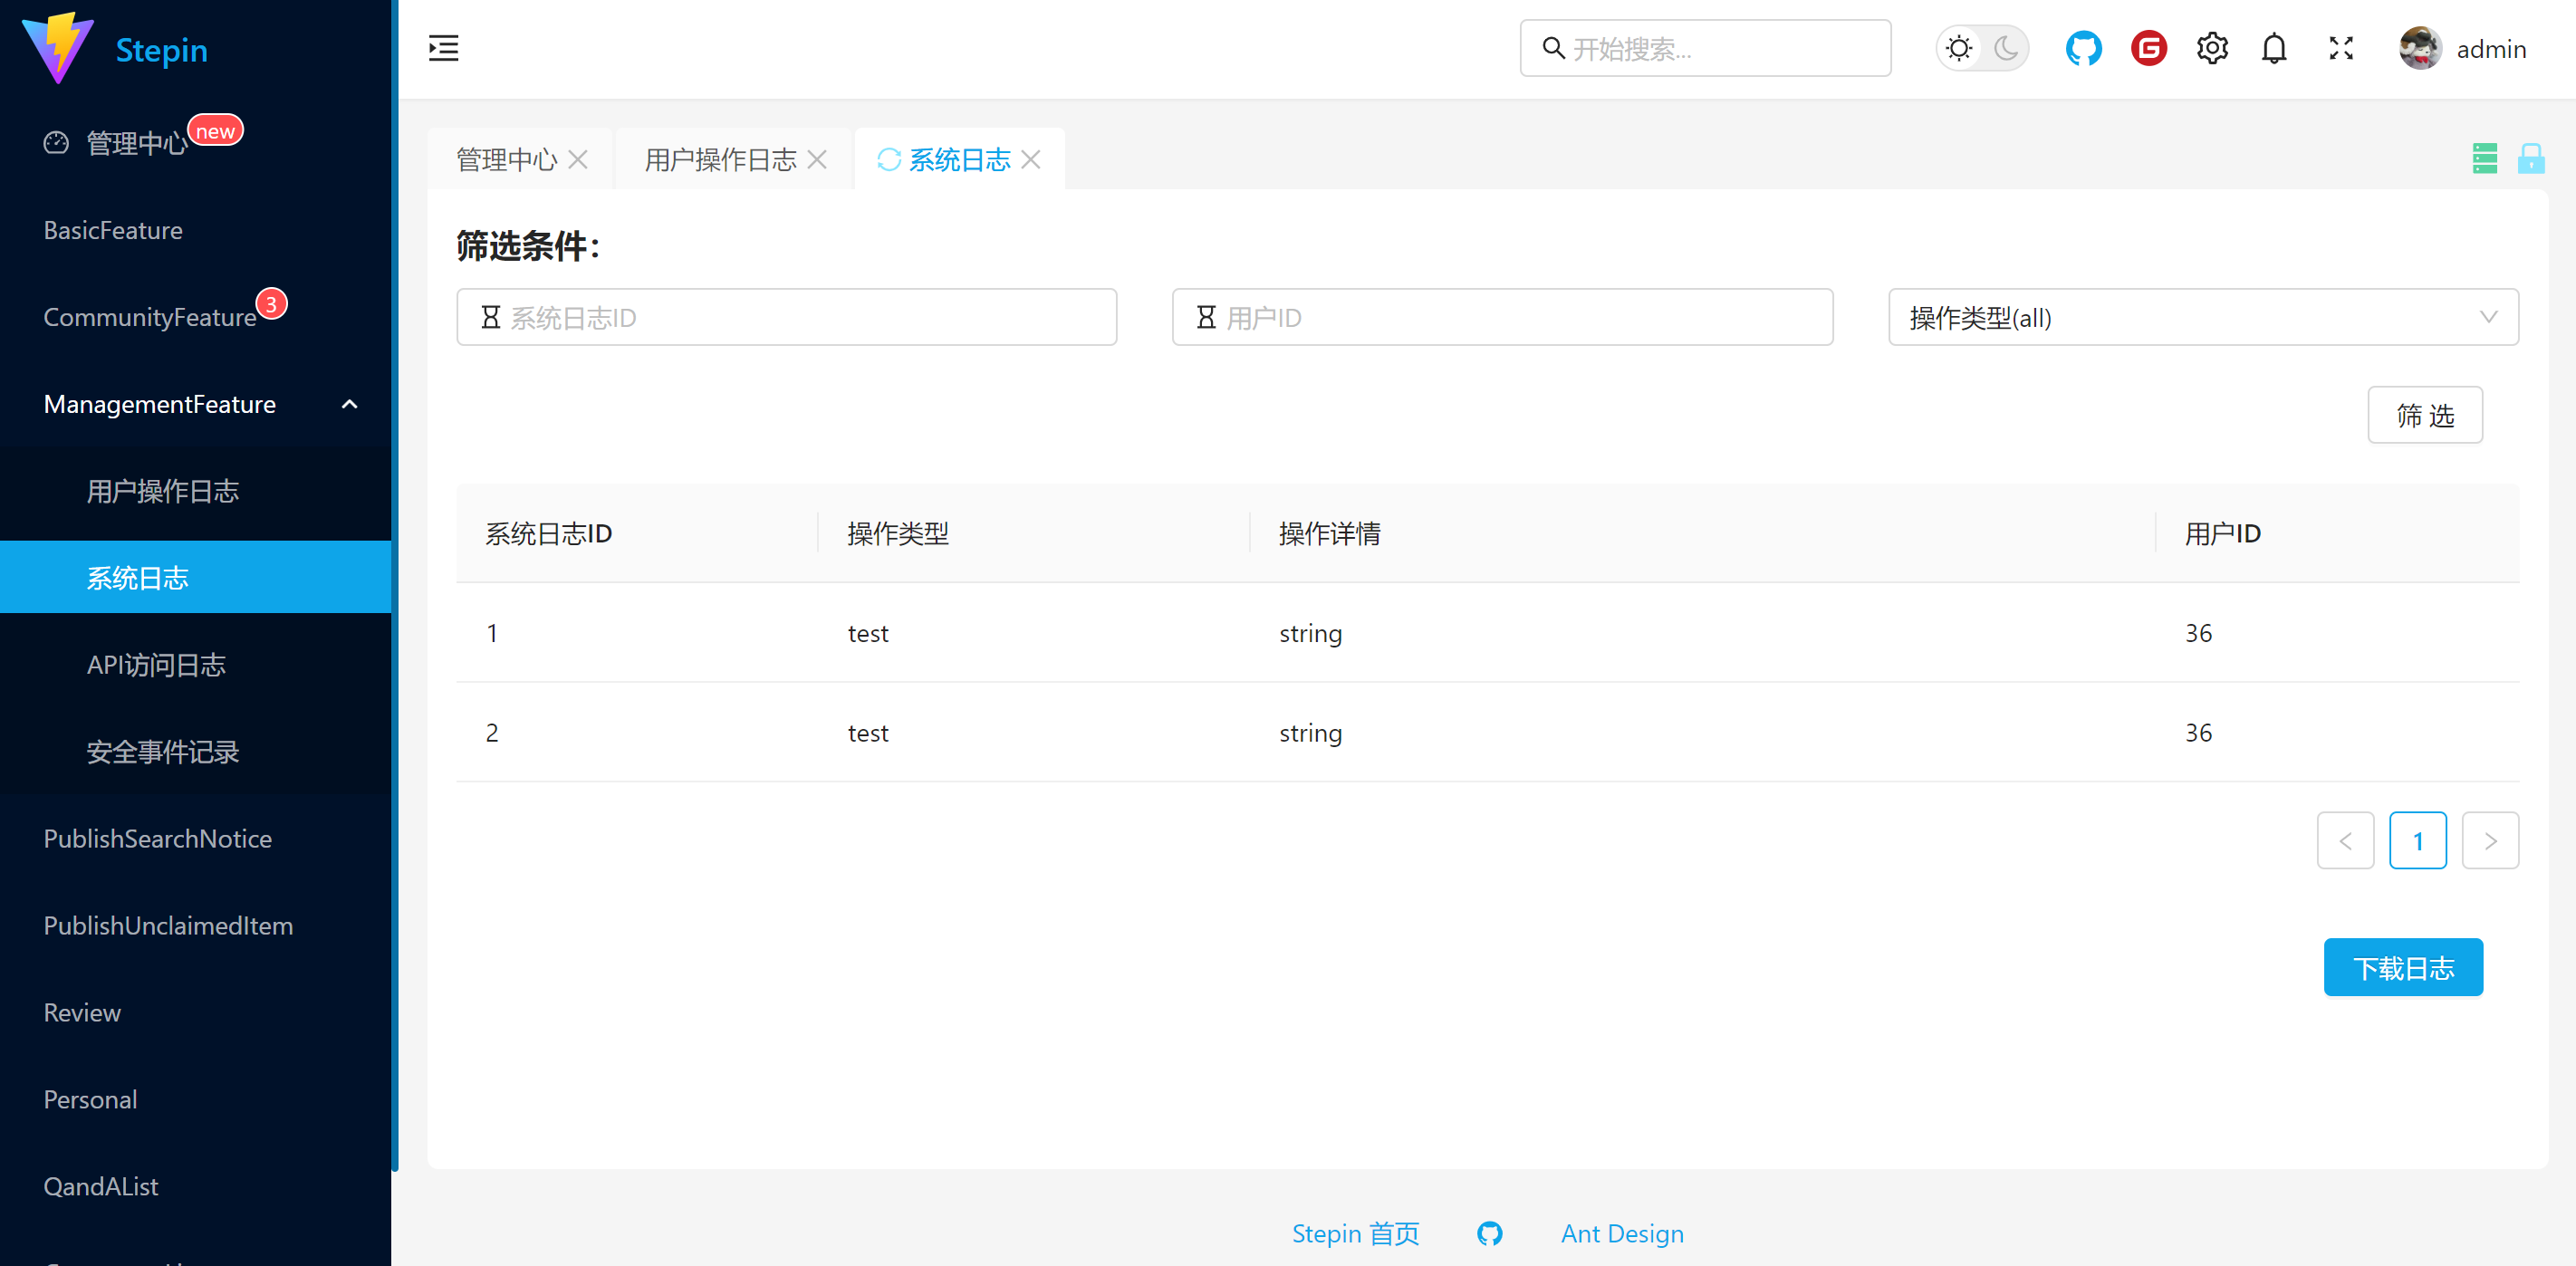 Stepin
开始搜索...
admin
管理中心
new
BasicFeature
CommunityFeature
3
ManagementFeature
用户操作日志
系统日志
API访问日志
安全事件记录
PublishSearchNotice
PublishUnclaimedItem
Review
Personal
QandAList
管理中心
用户操作日志
系统日志
筛选条件：
系统日志ID
用户ID
操作类型(all)
筛 选
系统日志ID 操作类型 操作详情 用户ID
1 test string 36
2 test string 36
1
下载日志
Stepin 首页
Ant Design